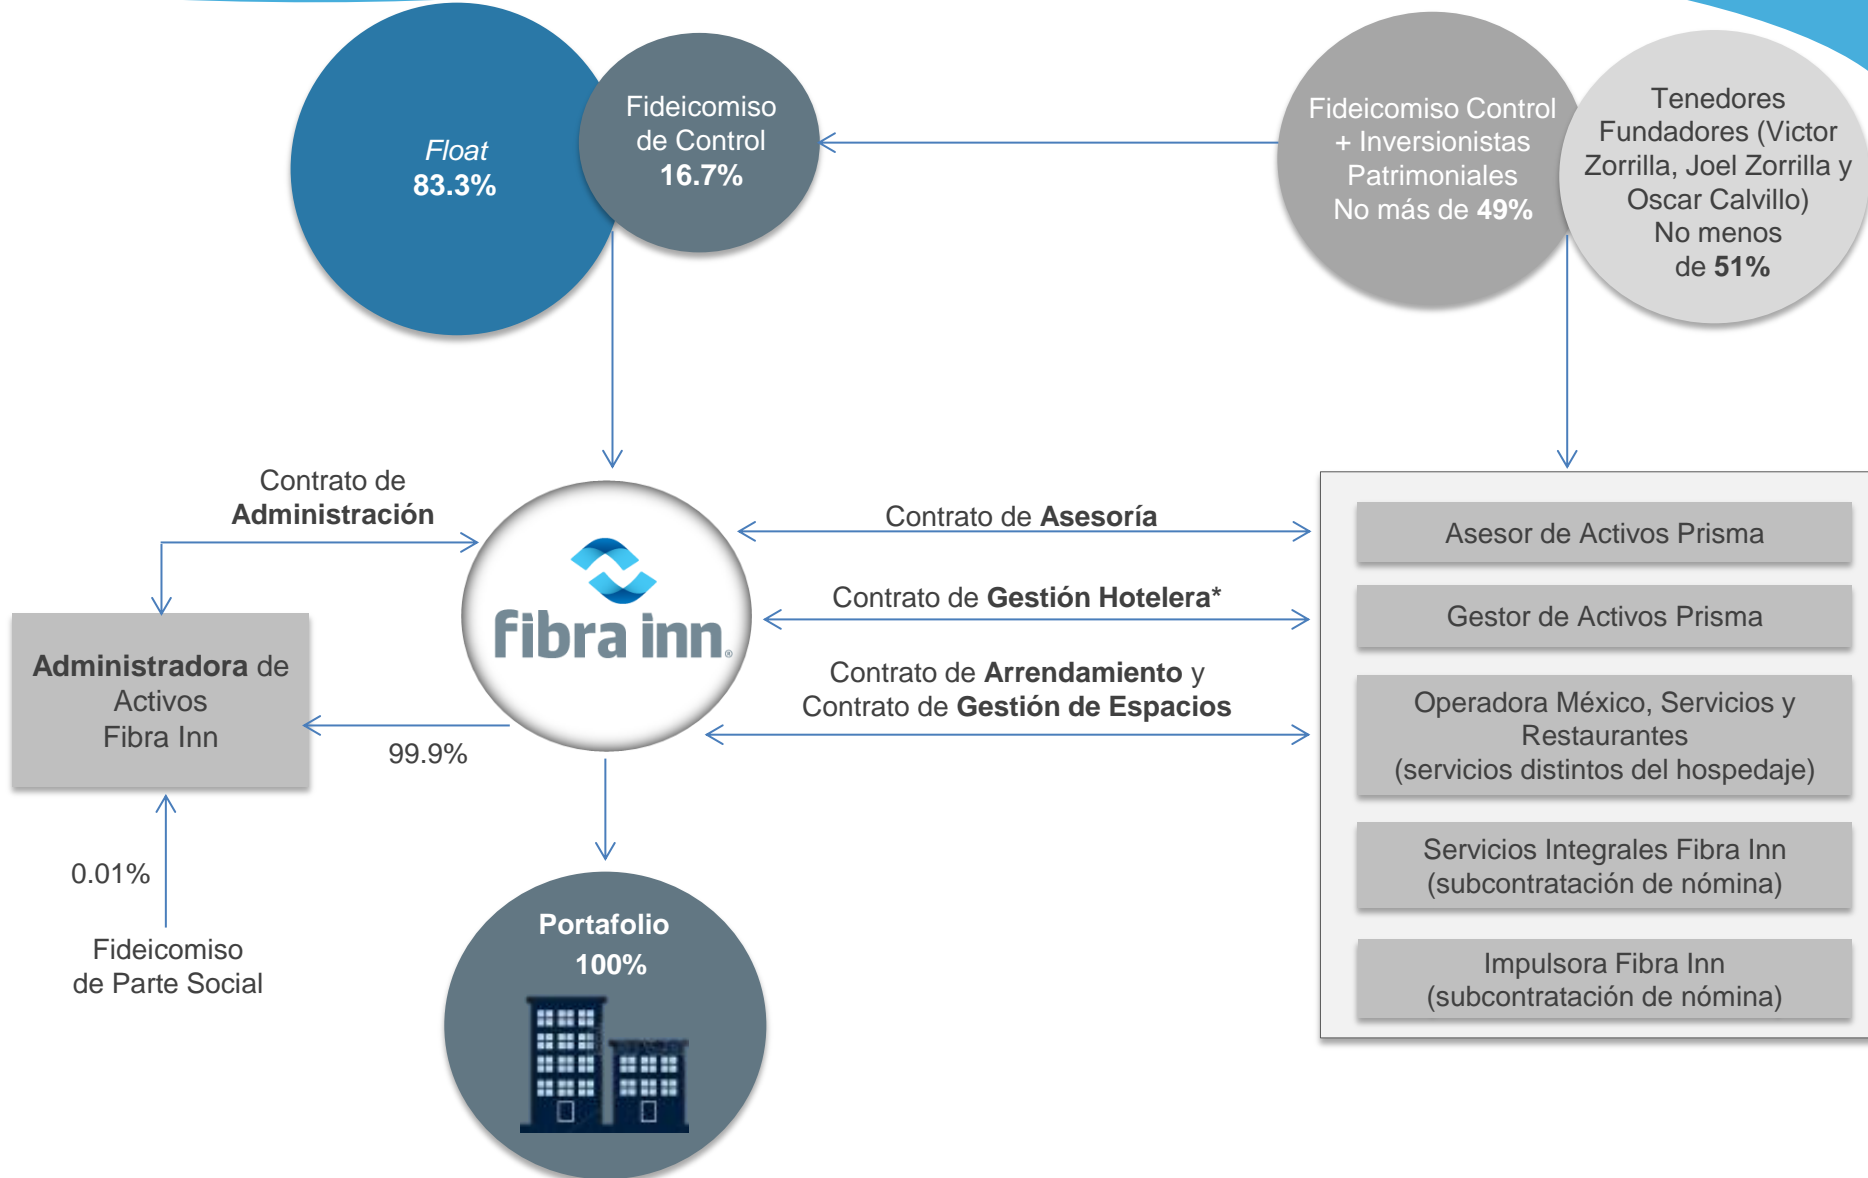 Float
83.3%
Fideicomiso
de Control
16.7%
Fideicomiso Control
+ Inversionistas
Patrimoniales
No más de 49%
Tenedores
Fundadores (Victor
Zorrilla, Joel Zorrilla y
Oscar Calvillo)
No menos
de 51%
Contrato de
Administración
fibra inn®
Contrato de Asesoría
Contrato de Gestión Hotelera*
Contrato de Arrendamiento y
Contrato de Gestión de Espacios
Administradora de
Activos
Fibra Inn
99.9%
0.01%
Fideicomiso
de Parte Social
Portafolio
100%
Asesor de Activos Prisma
Gestor de Activos Prisma
Operadora México, Servicios y
Restaurantes
(servicios distintos del hospedaje)
Servicios Integrales Fibra Inn
(subcontratación de nómina)
Impulsora Fibra Inn
(subcontratación de nómina)